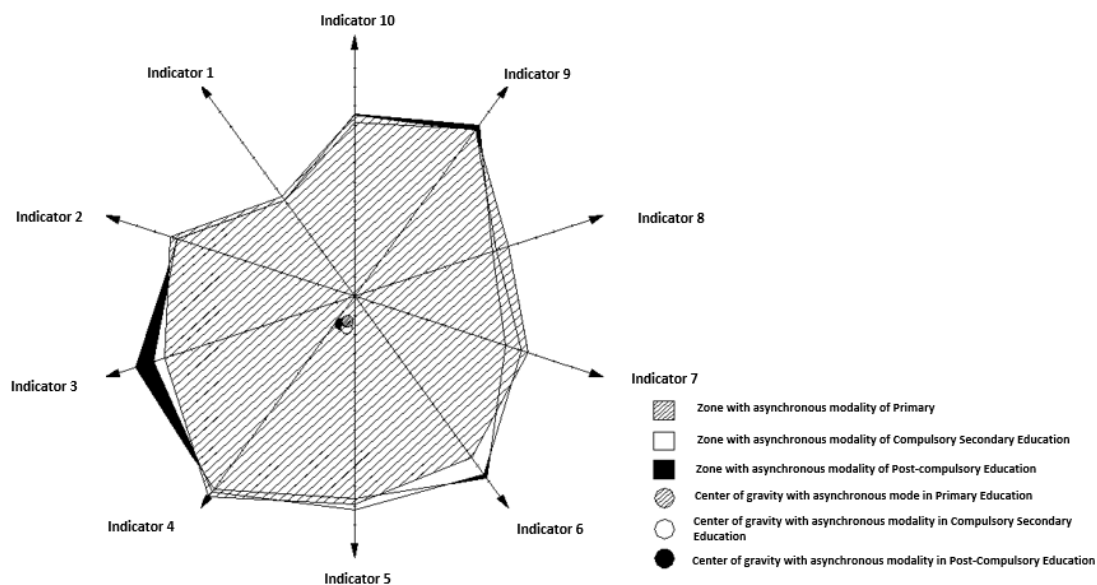 Indicator 10
Indicator 1
Indicator 9
Indicator 2
Indicator 8
Indicator 3
Indicator 7
Zone with asynchronous modality of Primary
Zone with asynchronous modality of Compulsory Secondary Education
Zone with asynchronous modality of Post-compulsory Education
Center of gravity with asynchronous mode in Primary Education
Center of gravity with asynchronous modality in Compulsory Secondary
Education
Center of gravity with asynchronous modality in Post-Compulsory Education
Indicator 4
Indicator 6
Indicator 5